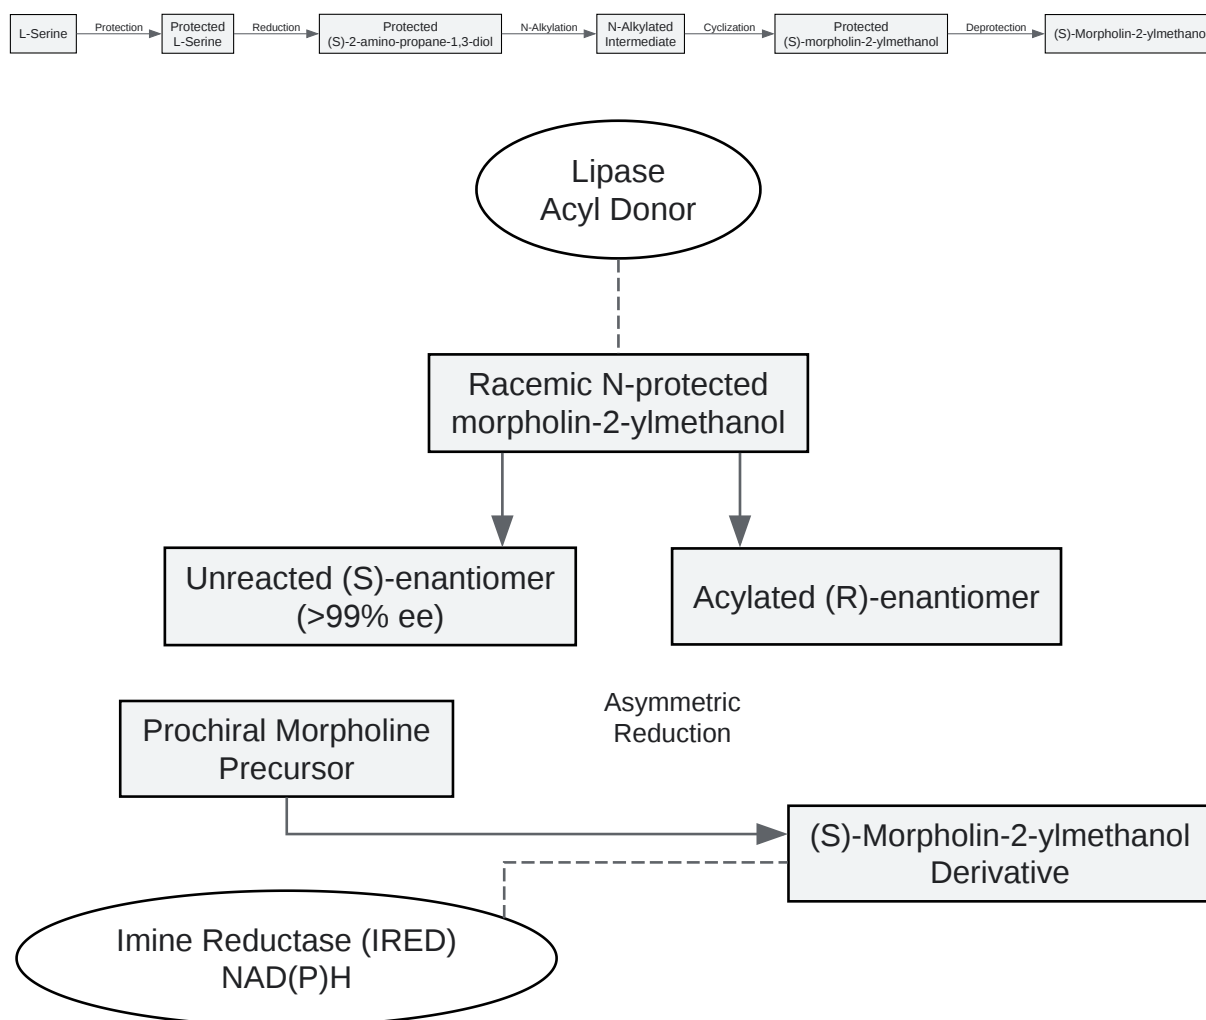 L-Serine
Protection
Protected
L-Serine
Reduction
Protected
(S)-2-amino-propane-1,3-diol
N-Alkylation
N-Alkylated
Intermediate
Cyclization
Protected
(S)-morpholin-2-ylmethanol
Deprotection
(S)-Morpholin-2-ylmethano
Lipase
Acyl Donor
Racemic N-protected
morpholin-2-ylmethanol
Unreacted (S)-enantiomer
(>99% ee)
Acylated (R)-enantiomer
Asymmetric
Reduction
Prochiral Morpholine
Precursor
(S)-Morpholin-2-ylmethanol
Derivative
Imine Reductase (IRED)
NAD(P)H